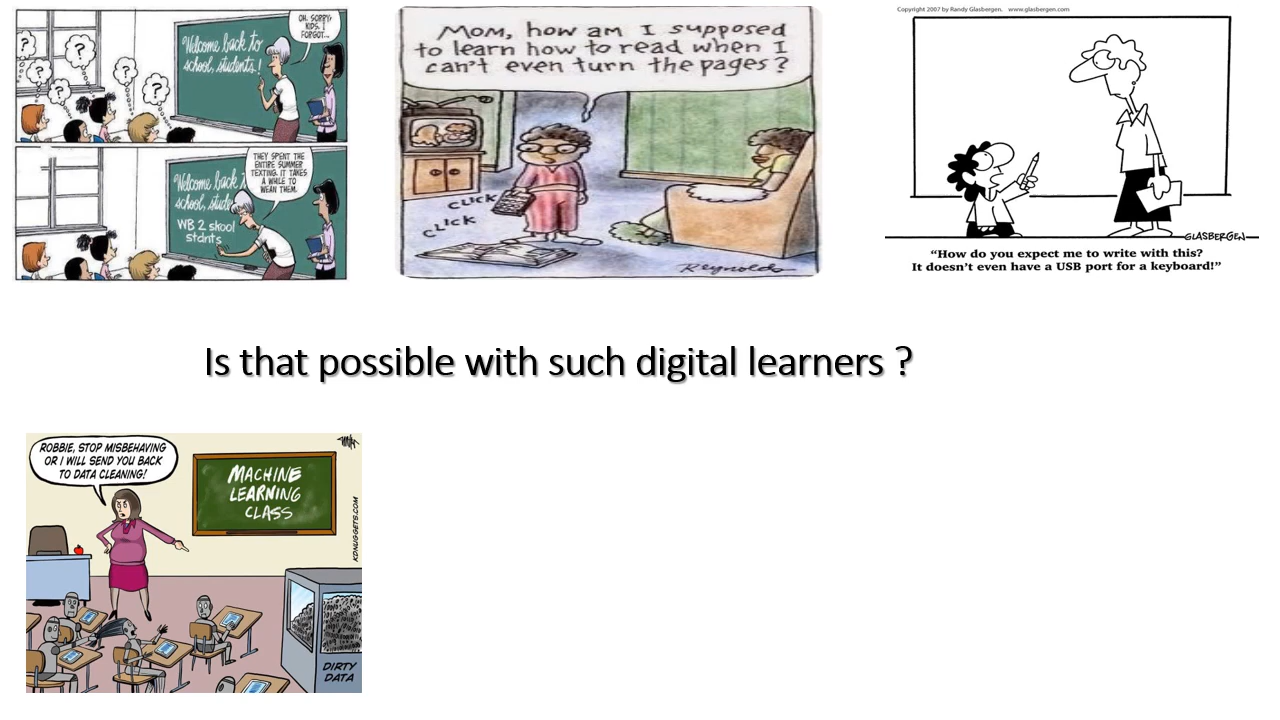 OH, SORRY,
KIDS. I
FORGOT...
Welcome back to
school, students!
?
?
?
?
?
THEY SPENT THE
ENTIRE SUMMER
TEXTING. IT TAKES
A WHILE TO
WEAN THEM.
Welcome back t
school, stude
WB 2 skool
stdnts
Mom, how am I supposed
to learn how to read when I
can't even turn the pages?
CLICK
CLICK
Reynolds
Copyright 2007 by Randy Glasbergen. www.glasbergen.com
GLASBERGEN
“How do you expect me to write with this?
It doesn't even have a USB port for a keyboard!”
Is that possible with such digital learners ?
ROBBIE, STOP MISBEHAVING
OR I WILL SEND YOU BACK
TO DATA CLEANING!
MACHINE
LEARNING
CLASS
KDNUGGETS.COM
DIRTY
DATA